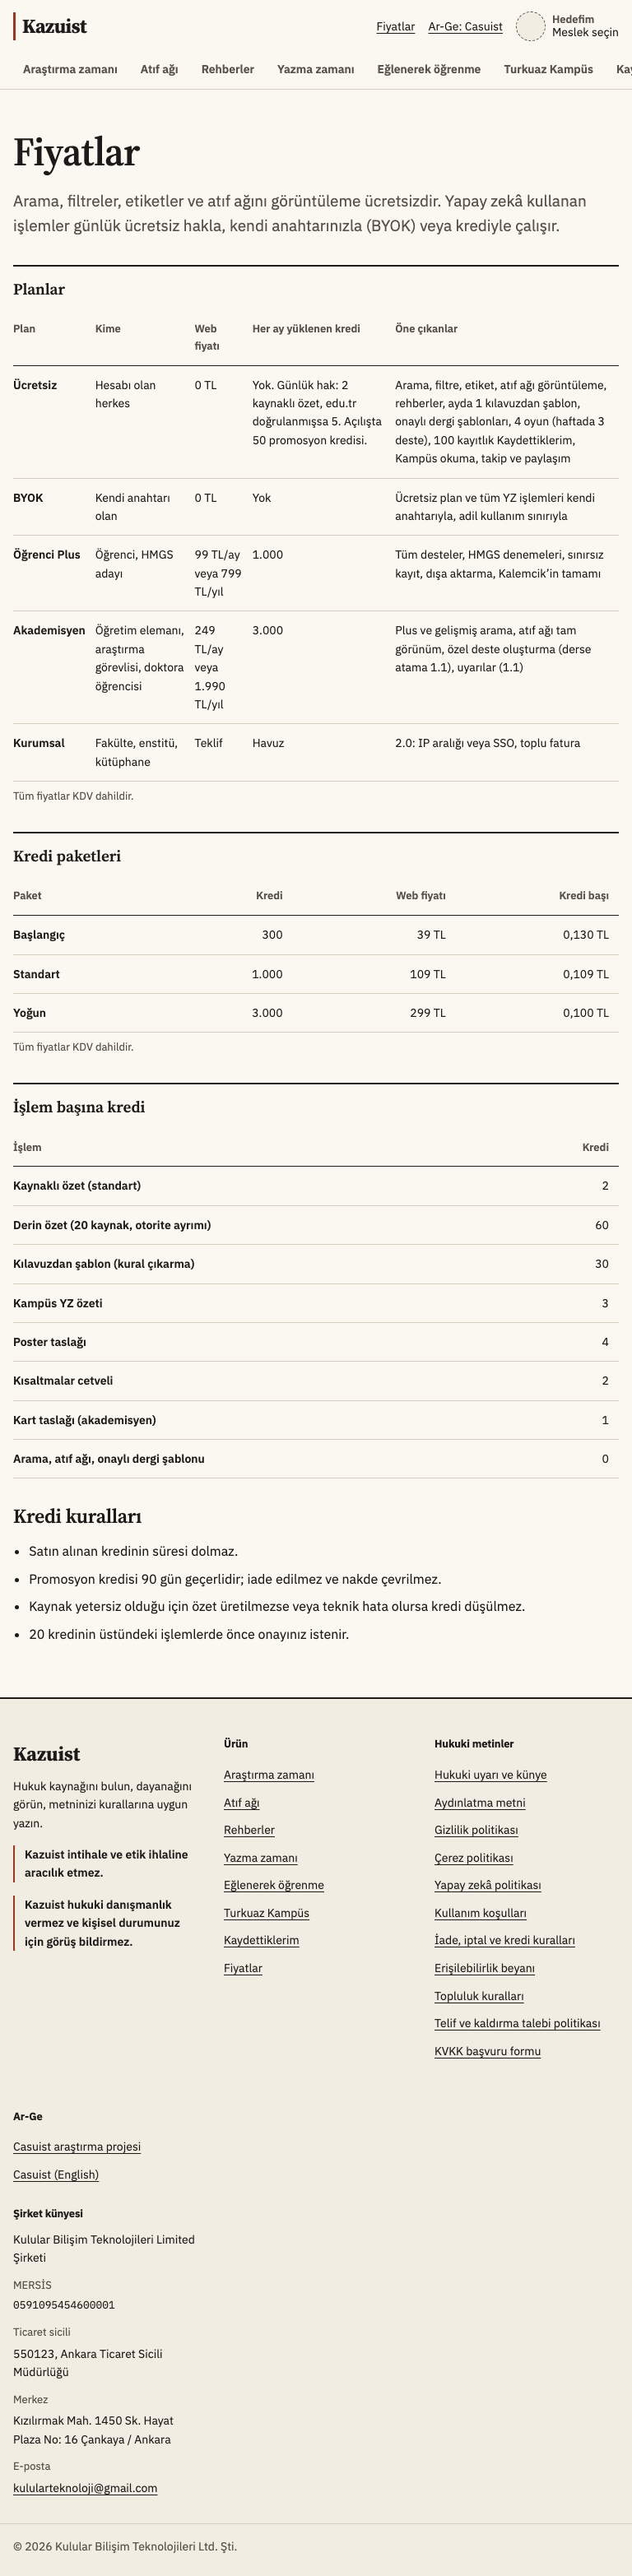 Kazuist
Fiyatlar
Ar-Ge: Casuist
Hedefim
Meslek seçin
Araştırma zamanı
Atıf ağı
Rehberler
Yazma zamanı
Eğlenerek öğrenme
Turkuaz Kampüs
Fiyatlar
Arama, filtreler, etiketler ve atıf ağını görüntüleme ücretsizdir. Yapay zekâ kullanan
işlemler günlük ücretsiz hakla, kendi anahtarınızla (BYOK) veya krediyle çalışır.
Planlar
Plan
Kime
Web
fiyatı
Her ay yüklenen kredi
Öne çıkanlar
Ücretsiz
Hesabı olan
herkes
0 TL
Yok. Günlük hak: 2
kaynaklı özet, edu.tr
doğrulanmışsa 5. Açılışta
50 promosyon kredisi.
Arama, filtre, etiket, atıf ağı görüntüleme,
rehberler, ayda 1 kılavuzdan şablon,
onaylı dergi şablonları, 4 oyun (haftada 3
deste), 100 kayıtlık Kaydettiklerim,
Kampüs okuma, takip ve paylaşım
BYOK
Kendi anahtarı
olan
0 TL
Yok
Ücretsiz plan ve tüm YZ işlemleri kendi
anahtarıyla, adil kullanım sınırıyla
Öğrenci Plus
Öğrenci, HMGS
adayı
99 TL/ay
veya 799
TL/yıl
1.000
Tüm desteler, HMGS denemeleri, sınırsız
kayıt, dışa aktarma, Kalemcik’in tamamı
Akademisyen
Öğretim elemanı,
araştırma
görevlisi, doktora
öğrencisi
249
TL/ay
veya
1.990
TL/yıl
3.000
Plus ve gelişmiş arama, atıf ağı tam
görünüm, özel deste oluşturma (derse
atama 1.1), uyarılar (1.1)
Kurumsal
Fakülte, enstitü,
kütüphane
Teklif
Havuz
2.0: IP aralığı veya SSO, toplu fatura
Tüm fiyatlar KDV dahildir.
Kredi paketleri
Paket
Kredi
Web fiyatı
Kredi başı
Başlangıç
300
39 TL
0,130 TL
Standart
1.000
109 TL
0,109 TL
Yoğun
3.000
299 TL
0,100 TL
Tüm fiyatlar KDV dahildir.
İşlem başına kredi
İşlem
Kredi
Kaynaklı özet (standart)
2
Derin özet (20 kaynak, otorite ayrımı)
60
Kılavuzdan şablon (kural çıkarma)
30
Kampüs YZ özeti
3
Poster taslağı
4
Kısaltmalar cetveli
2
Kart taslağı (akademisyen)
1
Arama, atıf ağı, onaylı dergi şablonu
0
Kredi kuralları
• Satın alınan kredinin süresi dolmaz.
• Promosyon kredisi 90 gün geçerlidir; iade edilmez ve nakde çevrilmez.
• Kaynak yetersiz olduğu için özet üretilmezse veya teknik hata olursa kredi düşülmez.
• 20 kredinin üstündeki işlemlerde önce onayınız istenir.
Kazuist
Hukuk kaynağını bulun, dayanağını
görün, metninizi kurallarına uygun
yazın.
Kazuist intihale ve etik ihlaline
aracılık etmez.
Kazuist hukuki danışmanlık
vermez ve kişisel durumunuz
için görüş bildirmez.
Ürün
Araştırma zamanı
Atıf ağı
Rehberler
Yazma zamanı
Eğlenerek öğrenme
Turkuaz Kampüs
Kaydettiklerim
Fiyatlar
Hukuki metinler
Hukuki uyarı ve künye
Aydınlatma metni
Gizlilik politikası
Çerez politikası
Yapay zekâ politikası
Kullanım koşulları
İade, iptal ve kredi kuralları
Erişilebilirlik beyanı
Topluluk kuralları
Telif ve kaldırma talebi politikası
KVKK başvuru formu
Ar-Ge
Casuist araştırma projesi
Casuist (English)
Şirket künyesi
Kulular Bilişim Teknolojileri Limited
Şirketi
MERSİS
0591095454600001
Ticaret sicili
550123, Ankara Ticaret Sicili
Müdürlüğü
Merkez
Kızılırmak Mah. 1450 Sk. Hayat
Plaza No: 16 Çankaya / Ankara
E-posta
kulularteknoloji@gmail.com
© 2026 Kulular Bilişim Teknolojileri Ltd. Şti.